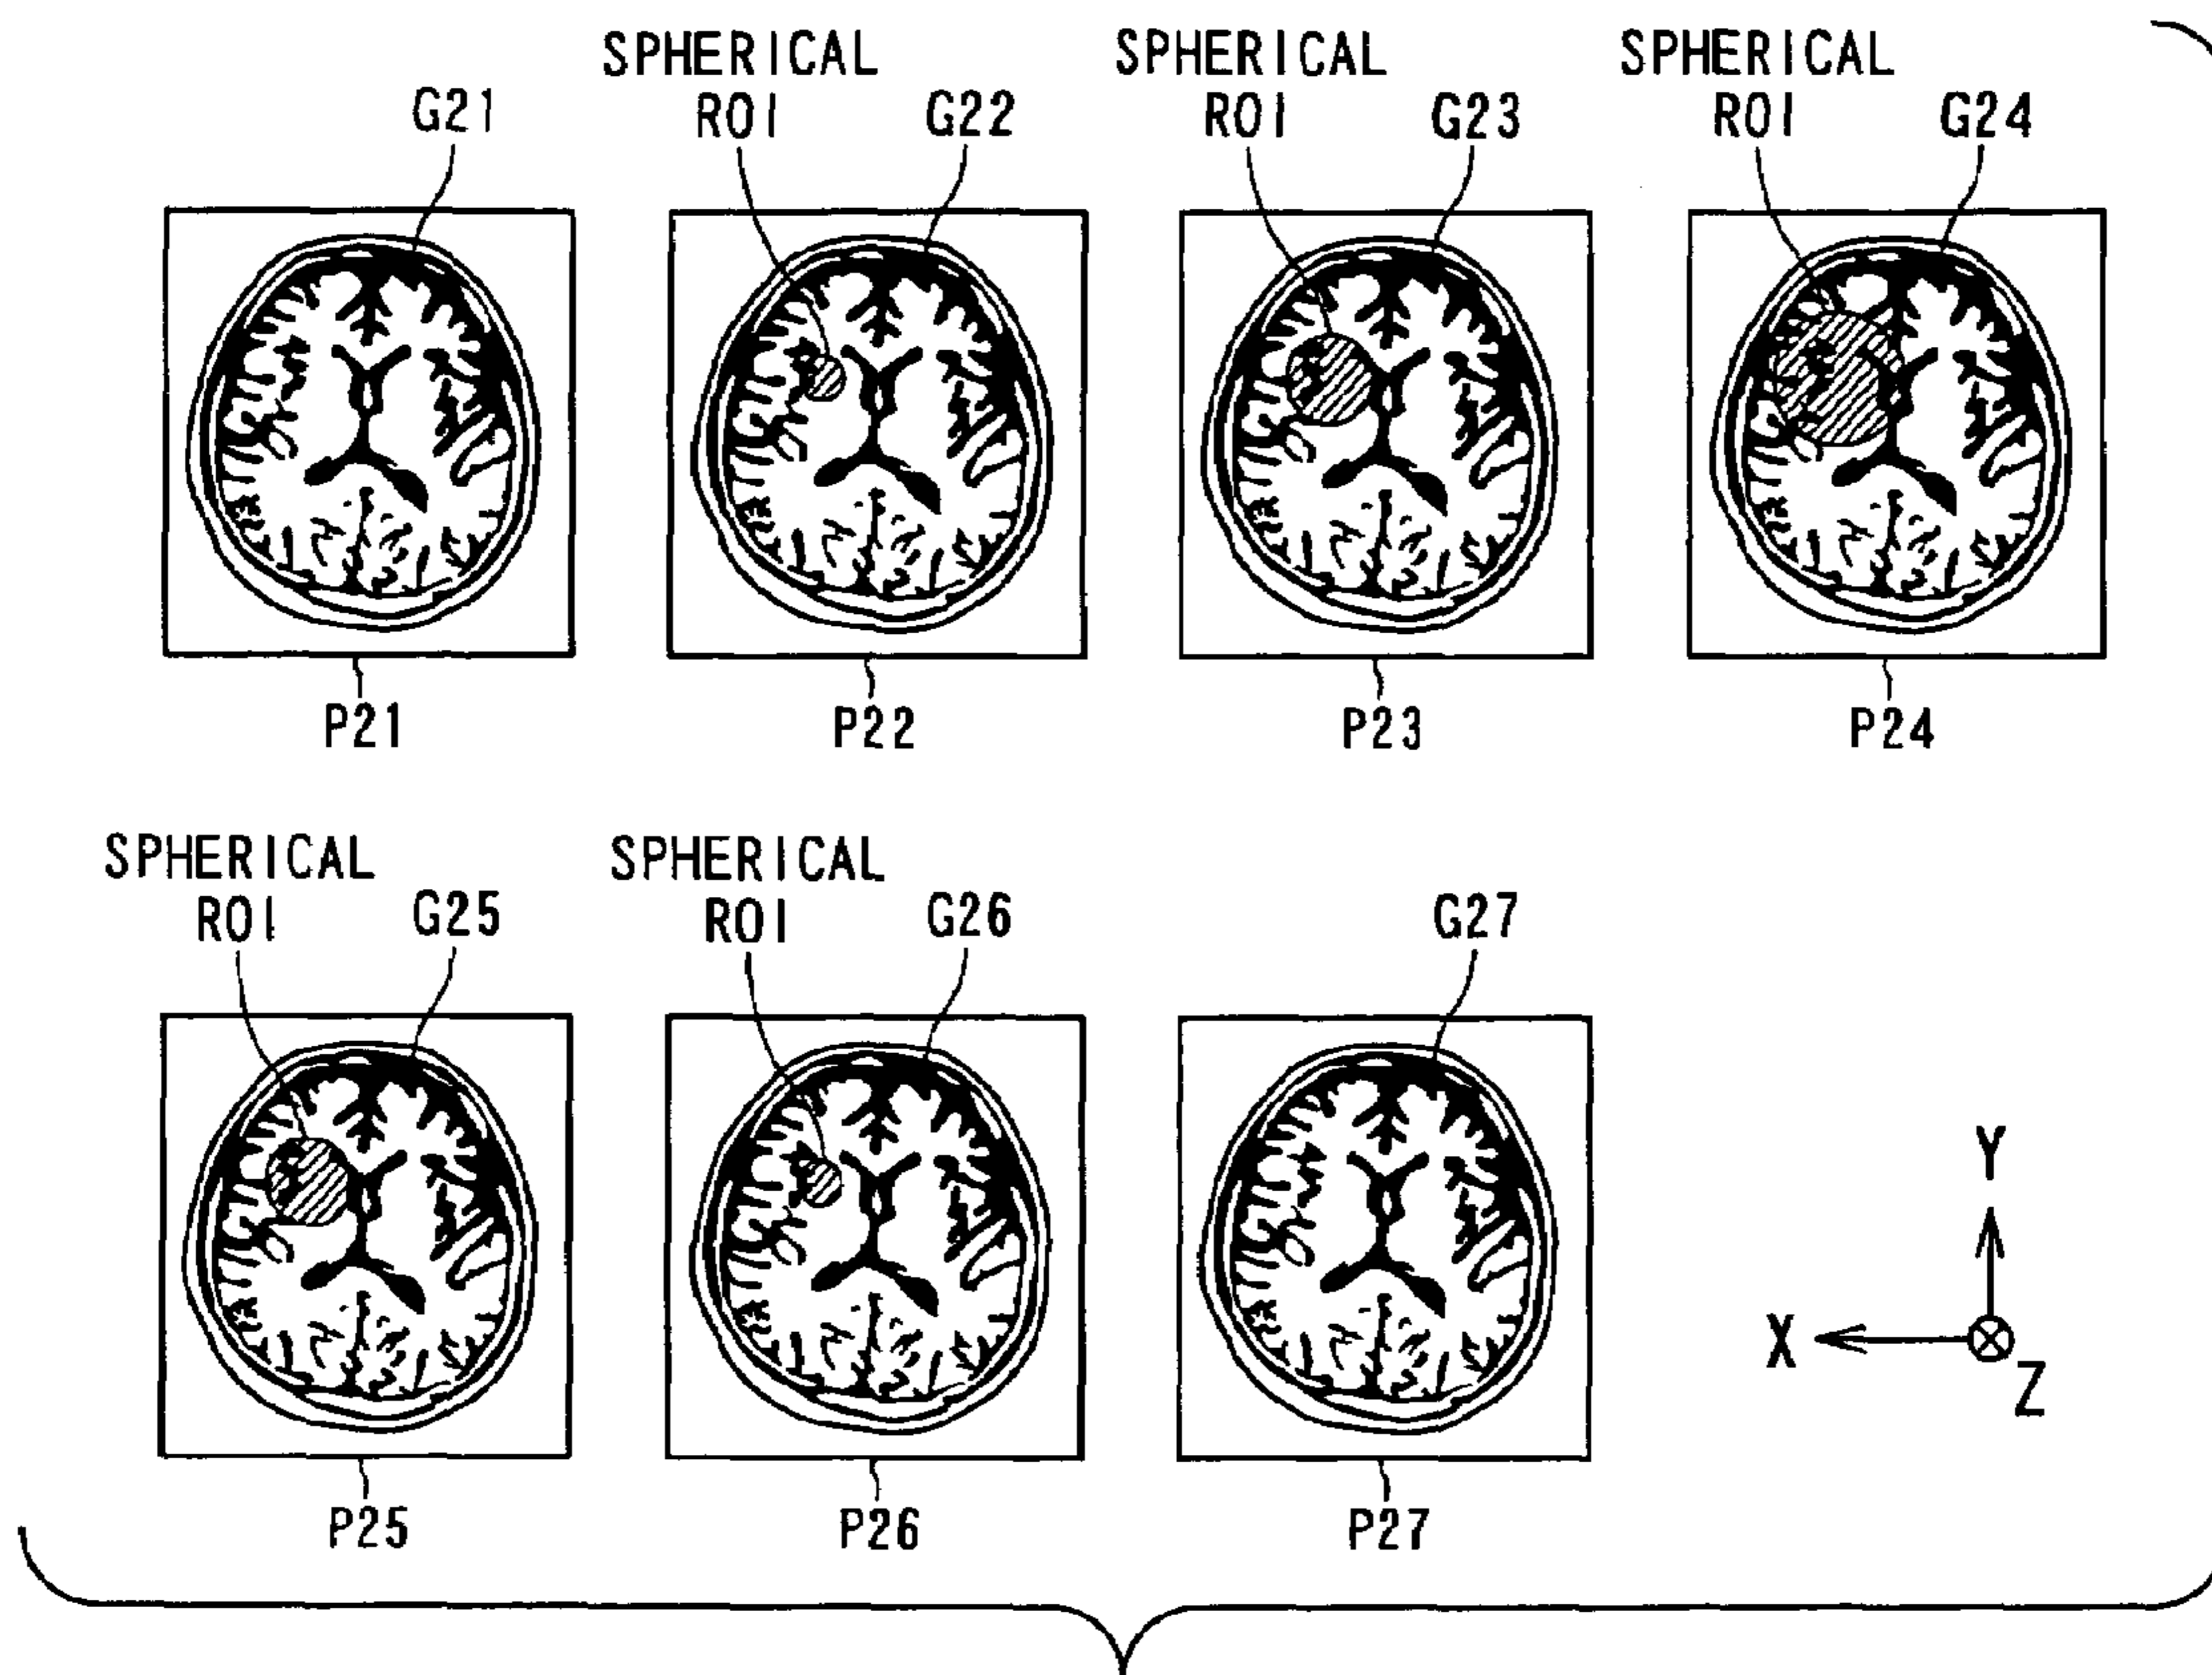 SPHERICAL
ROI
SPHERICAL
ROI
SPHERICAL
ROI
G21
G22
G23
G24
P21
P22
P23
P24
SPHERICAL
ROI
SPHERICAL
ROI
G25
G26
G27
P25
P26
P27
Y
X
Z